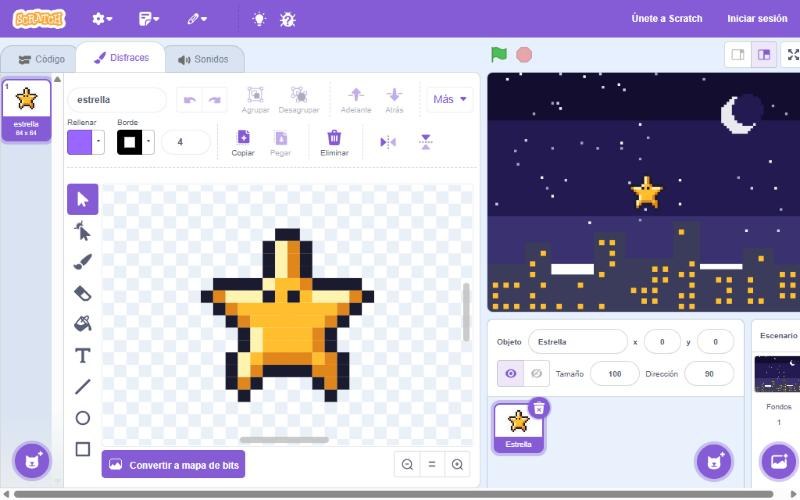 SCRATCH
Únete a Scratch
Iniciar sesión
Código
Disfraces
Sonidos
1
estrella
64 x 64
estrella
Agrupar
Desagrupar
Adelante
Atrás
Más
Rellenar
Borde
4
Copiar
Pegar
Eliminar
T
Convertir a mapa de bits
Objeto
Estrella
x
0
y
0
Tamaño
100
Dirección
90
Estrella
Escenario
Fondos
1